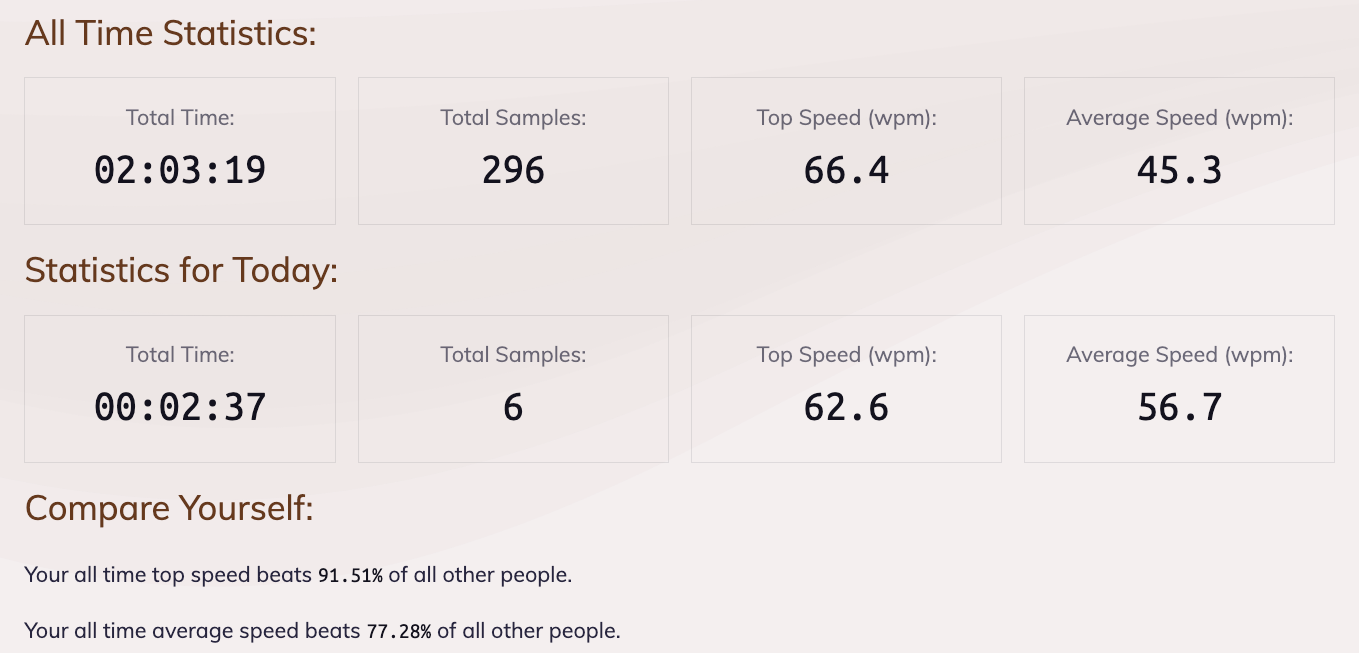 All Time Statistics:
Total Time: Total Samples: Top Speed (wpm): Average Speed (wpm):
02:03:19 296 66.4 45.3
Statistics for Today:
Total Time: Total Samples: Top Speed (wpm): Average Speed (wpm):
00:02:37 6 62.6 56.7
Compare Yourself:
Your all time top speed beats 91.51% of all other people.
Your all time average speed beats 77.28% of all other people.